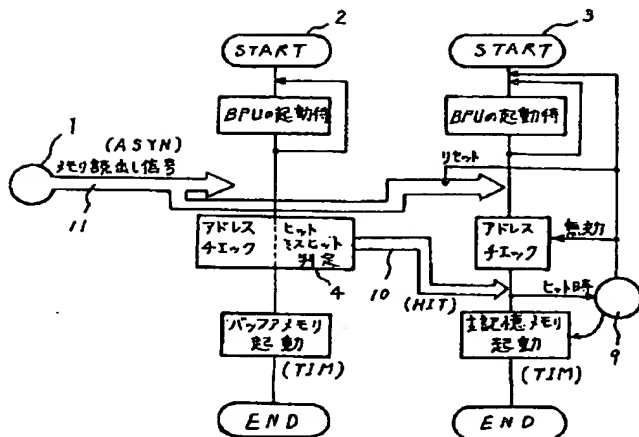 2
3
START
START
BPUの起動待
BPUの起動待
1
(ASYN)
メモリ読出し信号
11
リセット
アドレス
チェック
ヒット
ミスヒット
判定
4
10
(HIT)
アドレス
チェック
無効
ヒット時
9
バッファメモリ
起動
(TIM)
主記憶メモリ
起動
(TIM)
END
END